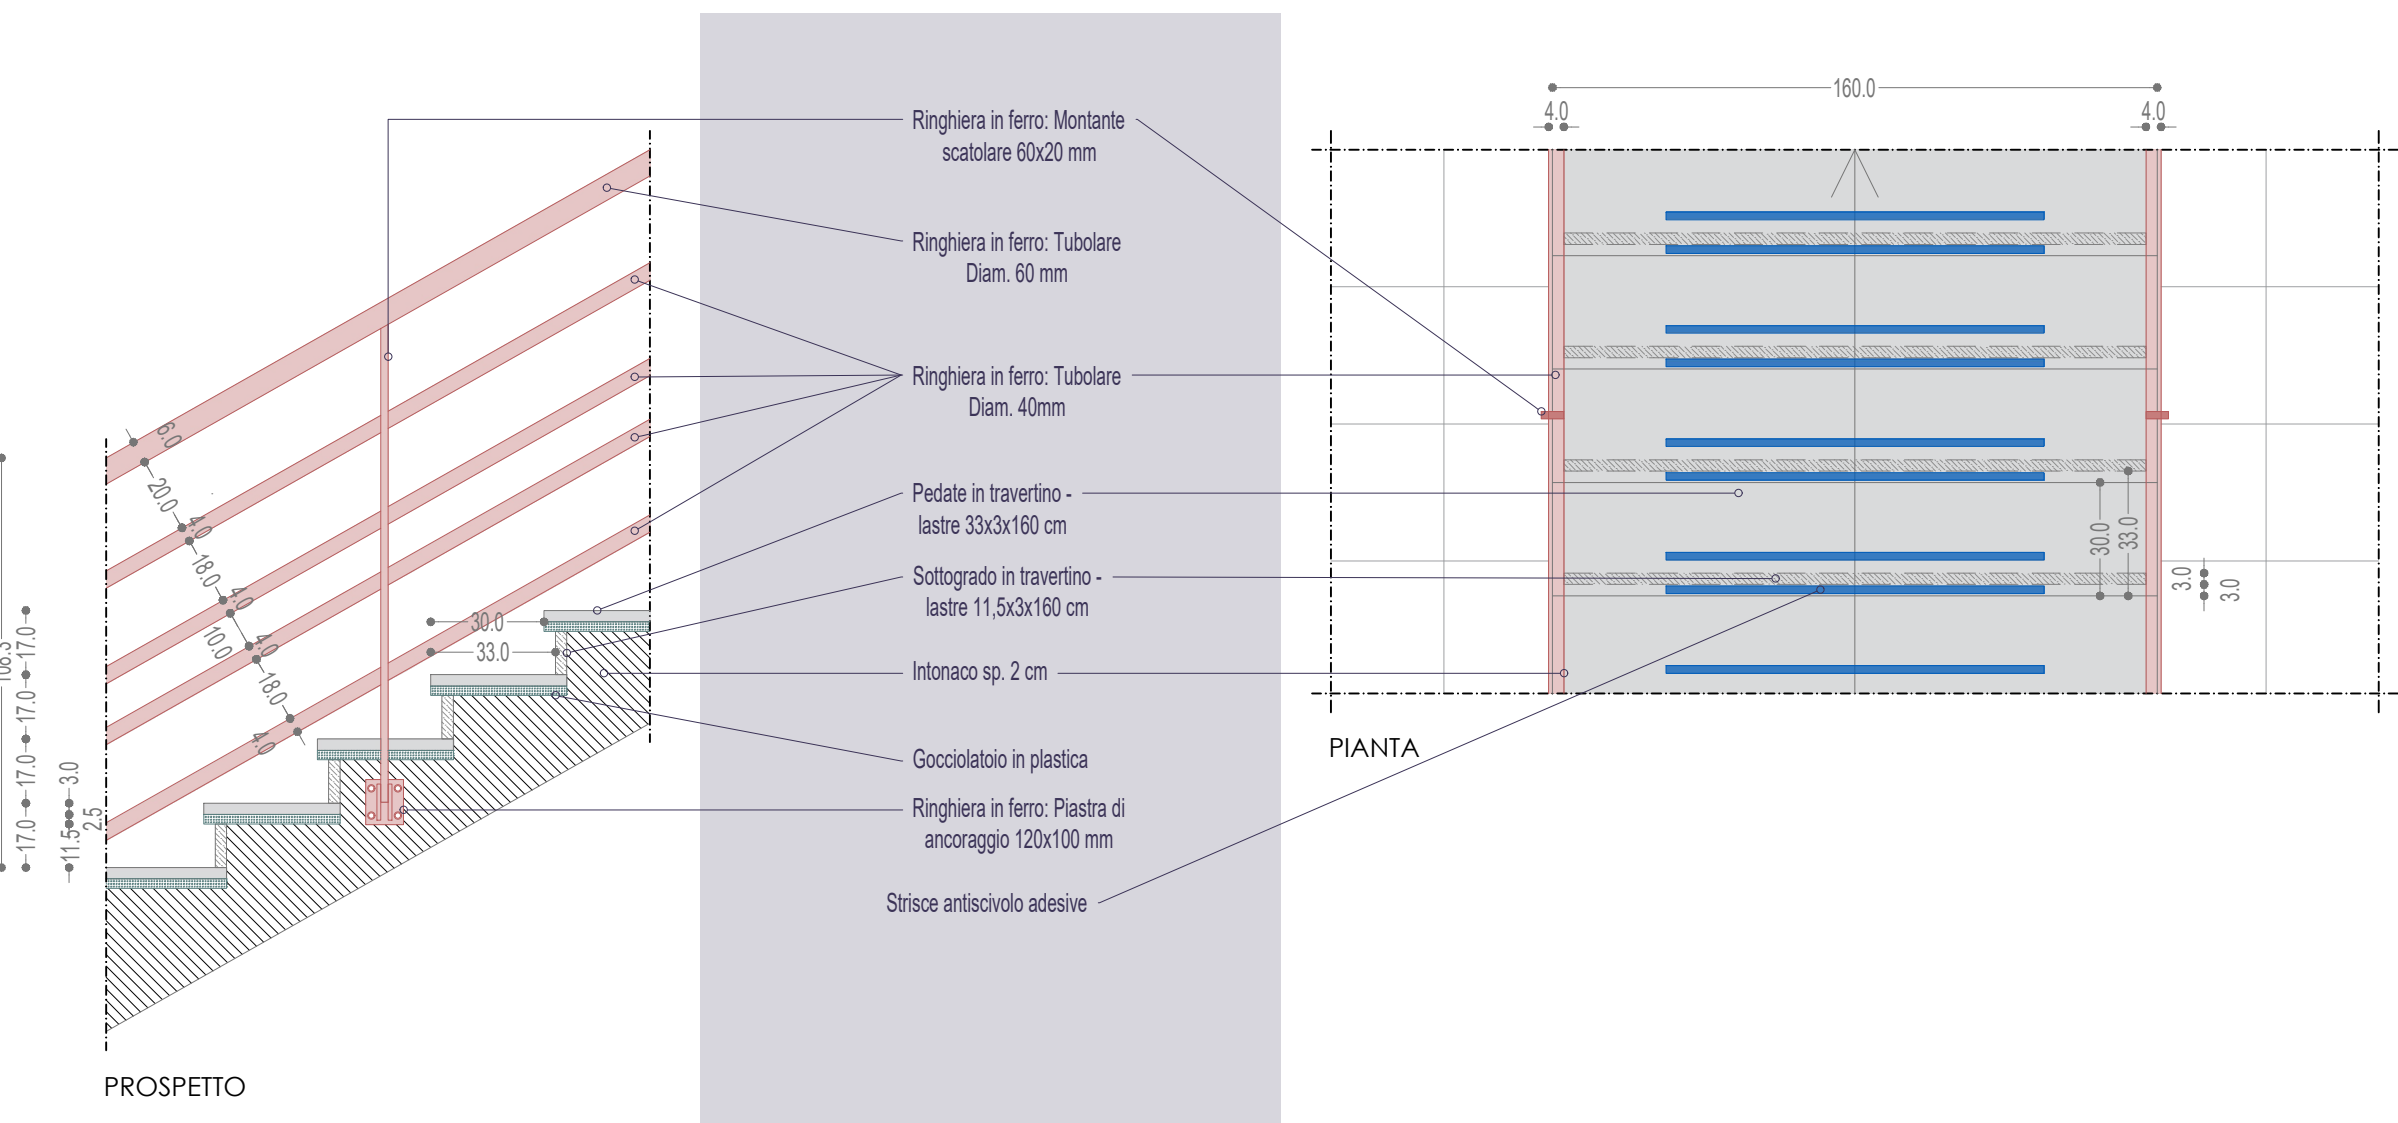 Ringhiera in ferro: Montante
scatolare 60x20 mm
Ringhiera in ferro: Tubolare
Diam. 60 mm
Ringhiera in ferro: Tubolare
Diam. 40mm
Pedate in travertino -
lastre 33x3x160 cm
Sottogrado in travertino -
lastre 11,5x3x160 cm
Intonaco sp. 2 cm
Gocciolatoio in plastica
Ringhiera in ferro: Piastra di
ancoraggio 120x100 mm
Strisce antiscivolo adesive
6.0
20.0
4.0
18.0
4.0
10.0
4.0
18.0
4.0
30.0
33.0
17.0
17.0
17.0
17.0
3.0
2.5
11.5
PROSPETTO
160.0
4.0
4.0
30.0
33.0
3.0
3.0
PIANTA